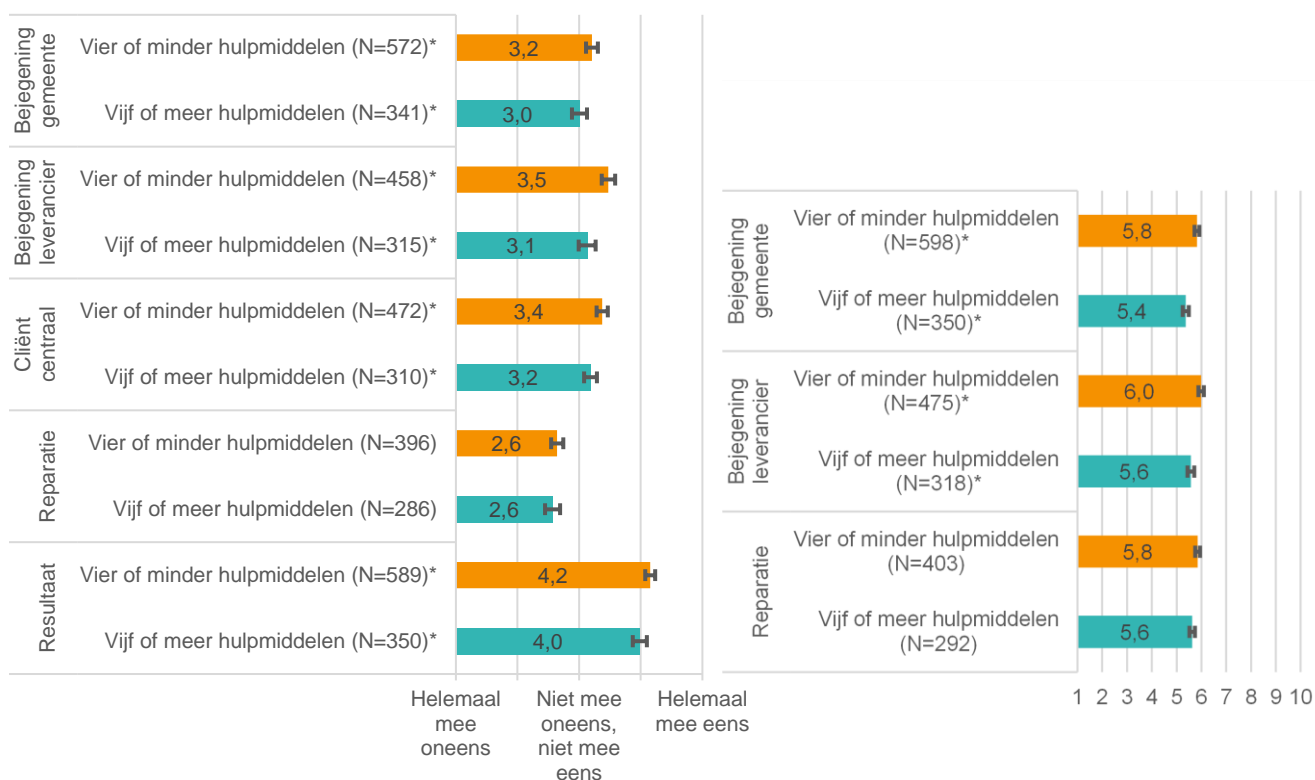 Bejegening
gemeente
Vier of minder hulpmiddelen (N=572)*
3,2
Vijf of meer hulpmiddelen (N=341)*
3,0
Bejegening
leverancier
Vier of minder hulpmiddelen (N=458)*
3,5
Vijf of meer hulpmiddelen (N=315)*
3,1
Cliënt
centraal
Vier of minder hulpmiddelen (N=472)*
3,4
Vijf of meer hulpmiddelen (N=310)*
3,2
Reparatie
Vier of minder hulpmiddelen (N=396)
2,6
Vijf of meer hulpmiddelen (N=286)
2,6
Resultaat
Vier of minder hulpmiddelen (N=589)*
4,2
Vijf of meer hulpmiddelen (N=350)*
4,0
Helemaal
mee
oneens
Niet mee
oneens,
niet mee
eens
Helemaal
mee eens
Bejegening
gemeente
Vier of minder hulpmiddelen
(N=598)*
5,8
Vijf of meer hulpmiddelen
(N=350)*
5,4
Bejegening
leverancier
Vier of minder hulpmiddelen
(N=475)*
6,0
Vijf of meer hulpmiddelen
(N=318)*
5,6
Reparatie
Vier of minder hulpmiddelen
(N=403)
5,8
Vijf of meer hulpmiddelen
(N=292)
5,6
1 2 3 4 5 6 7 8 9 10